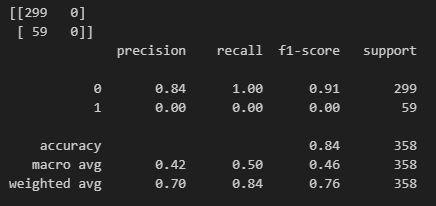 [[299   0]
 [ 59   0]]
              precision    recall  f1-score   support

           0       0.84      1.00      0.91       299
           1       0.00      0.00      0.00        59

    accuracy                           0.84       358
   macro avg       0.42      0.50      0.46       358
weighted avg       0.70      0.84      0.76       358